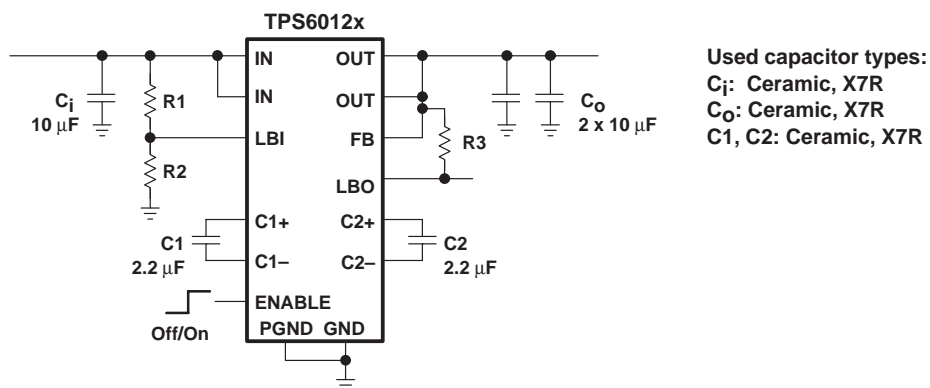 TPS6012x
IN
OUT
IN
OUT
LBI
FB
LBO
C1+
C2+
C1–
C2–
ENABLE
PGND
GND
Ci
10 µF
R1
R2
C1
2.2 µF
Off/On
R3
Co
2 x 10 µF
C2
2.2 µF
Used capacitor types:
Ci: Ceramic, X7R
Co: Ceramic, X7R
C1, C2: Ceramic, X7R